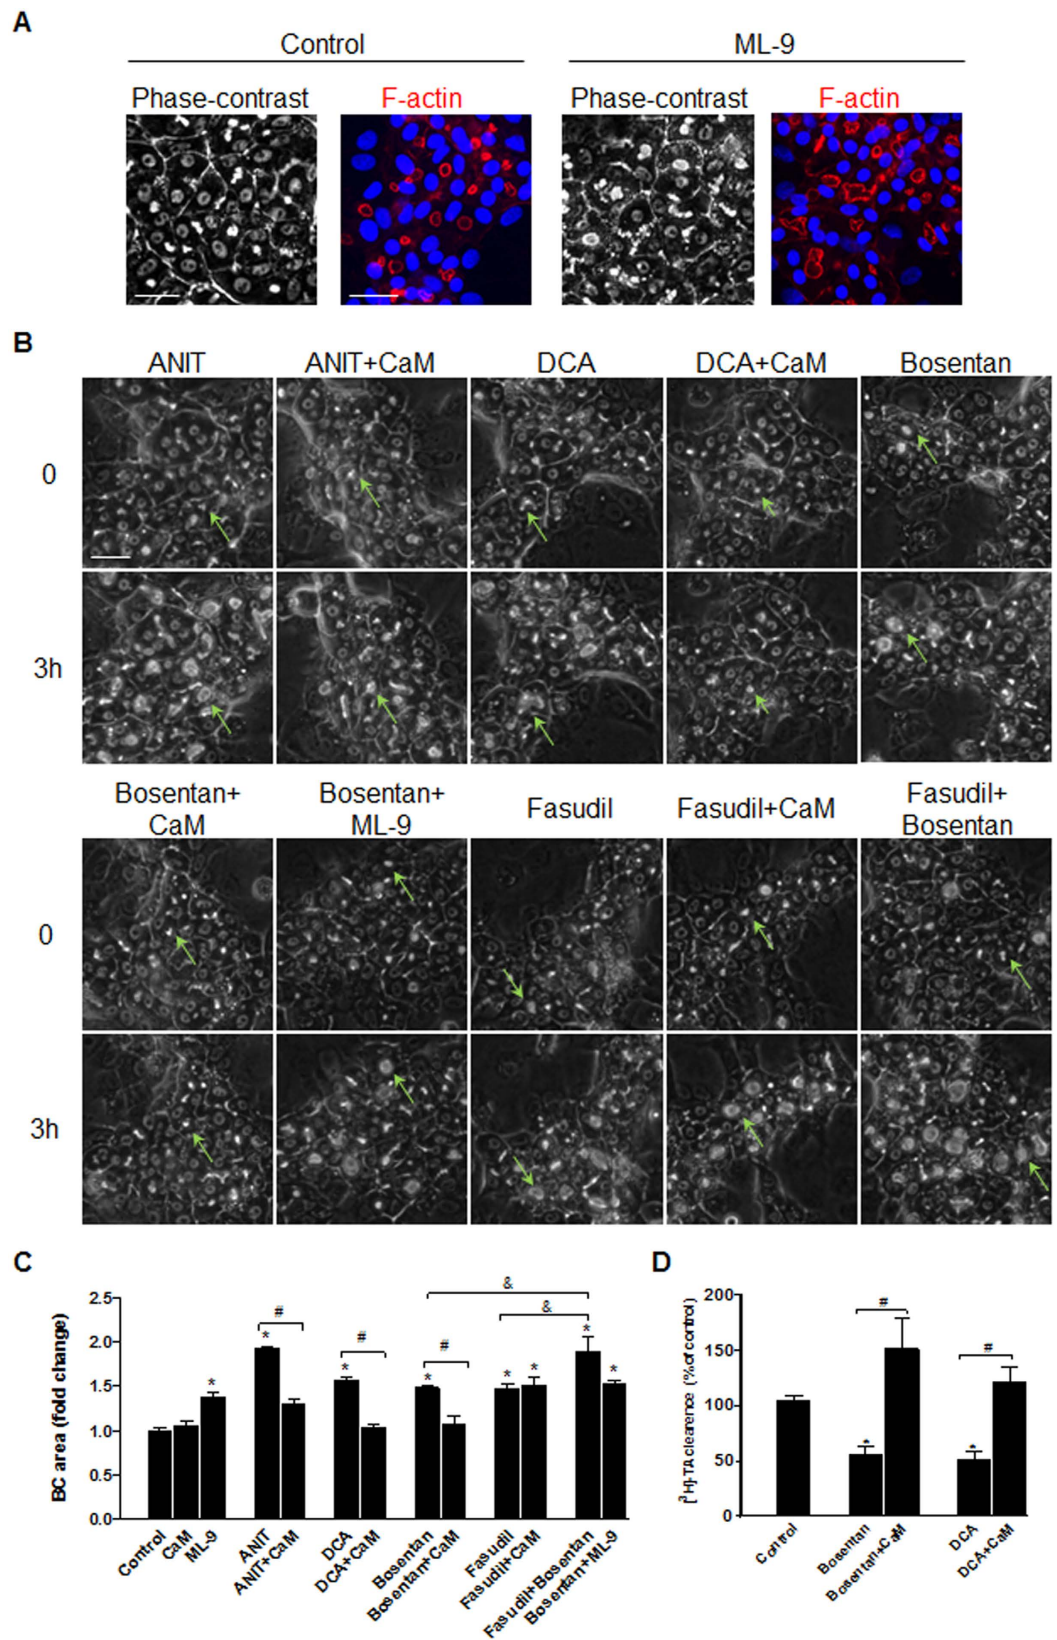 A
Control
ML-9
Phase-contrast
F-actin
Phase-contrast
F-actin
B
ANIT
ANIT+CaM
DCA
DCA+CaM
Bosentan
0
3h
Bosentan+
CaM
Bosentan+
ML-9
Fasudil
Fasudil+CaM
Fasudil+
Bosentan
0
3h
C
BC area (fold change)
2.5
2.0
1.5
1.0
0.5
0.0
*
*
#
*
#
*
#
*
*
*
*
&
&
Control
CaM
ML-9
ANIT
ANIT+CaM
DCA
DCA+CaM
Bosentan
Bosentan+CaM
Fasudil
Fasudil+CaM
Fasudil+Bosentan
Bosentan+ML-9
D
[³H]-TA clearence (% of control)
200
150
100
50
0
*
#
*
#
Control
Bosentan
Bosentan+CaM
DCA
DCA+CaM